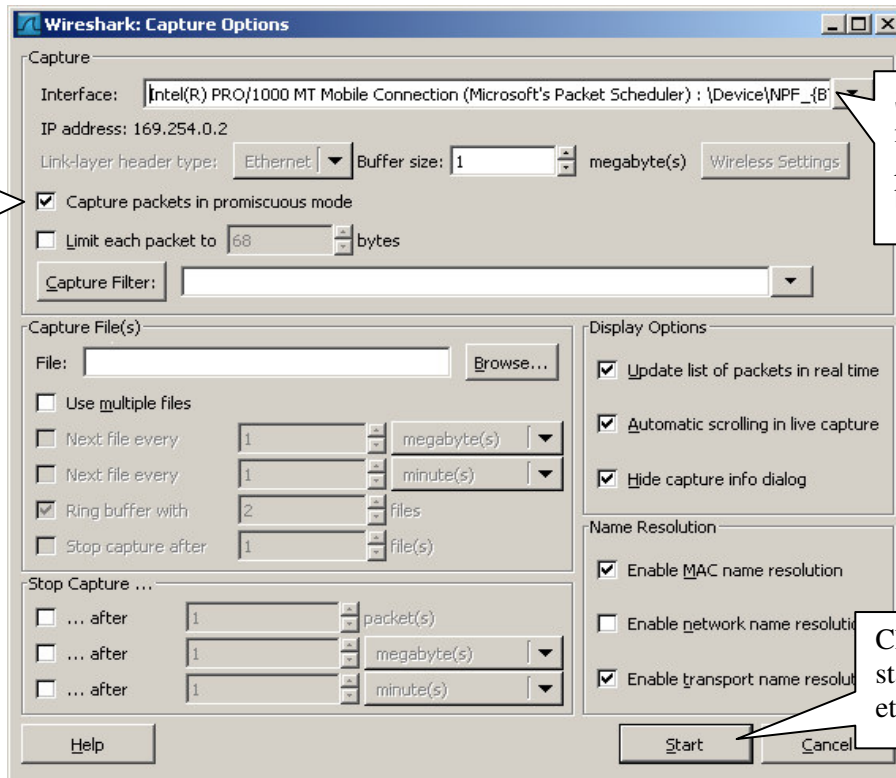 Wireshark: Capture Options
Capture
Interface: Intel(R) PRO/1000 MT Mobile Connection (Microsoft's Packet Scheduler) : \Device\NPF_{B
IP address: 169.254.0.2
Link-layer header type: Ethernet Buffer size: 1 megabyte(s) Wireless Settings
Capture packets in promiscuous mode
Limit each packet to 68 bytes
Capture Filter:
Capture File(s)
File: Browse...
Use multiple files
Next file every 1 megabyte(s)
Next file every 1 minute(s)
Ring buffer with 2 files
Stop capture after 1 file(s)
Stop Capture ...
... after 1 packet(s)
... after 1 megabyte(s)
... after 1 minute(s)
Display Options
Update list of packets in real time
Automatic scrolling in live capture
Hide capture info dialog
Name Resolution
Enable MAC name resolution
Enable network name resolutio
Enable transport name resolut
Help Start Cancel